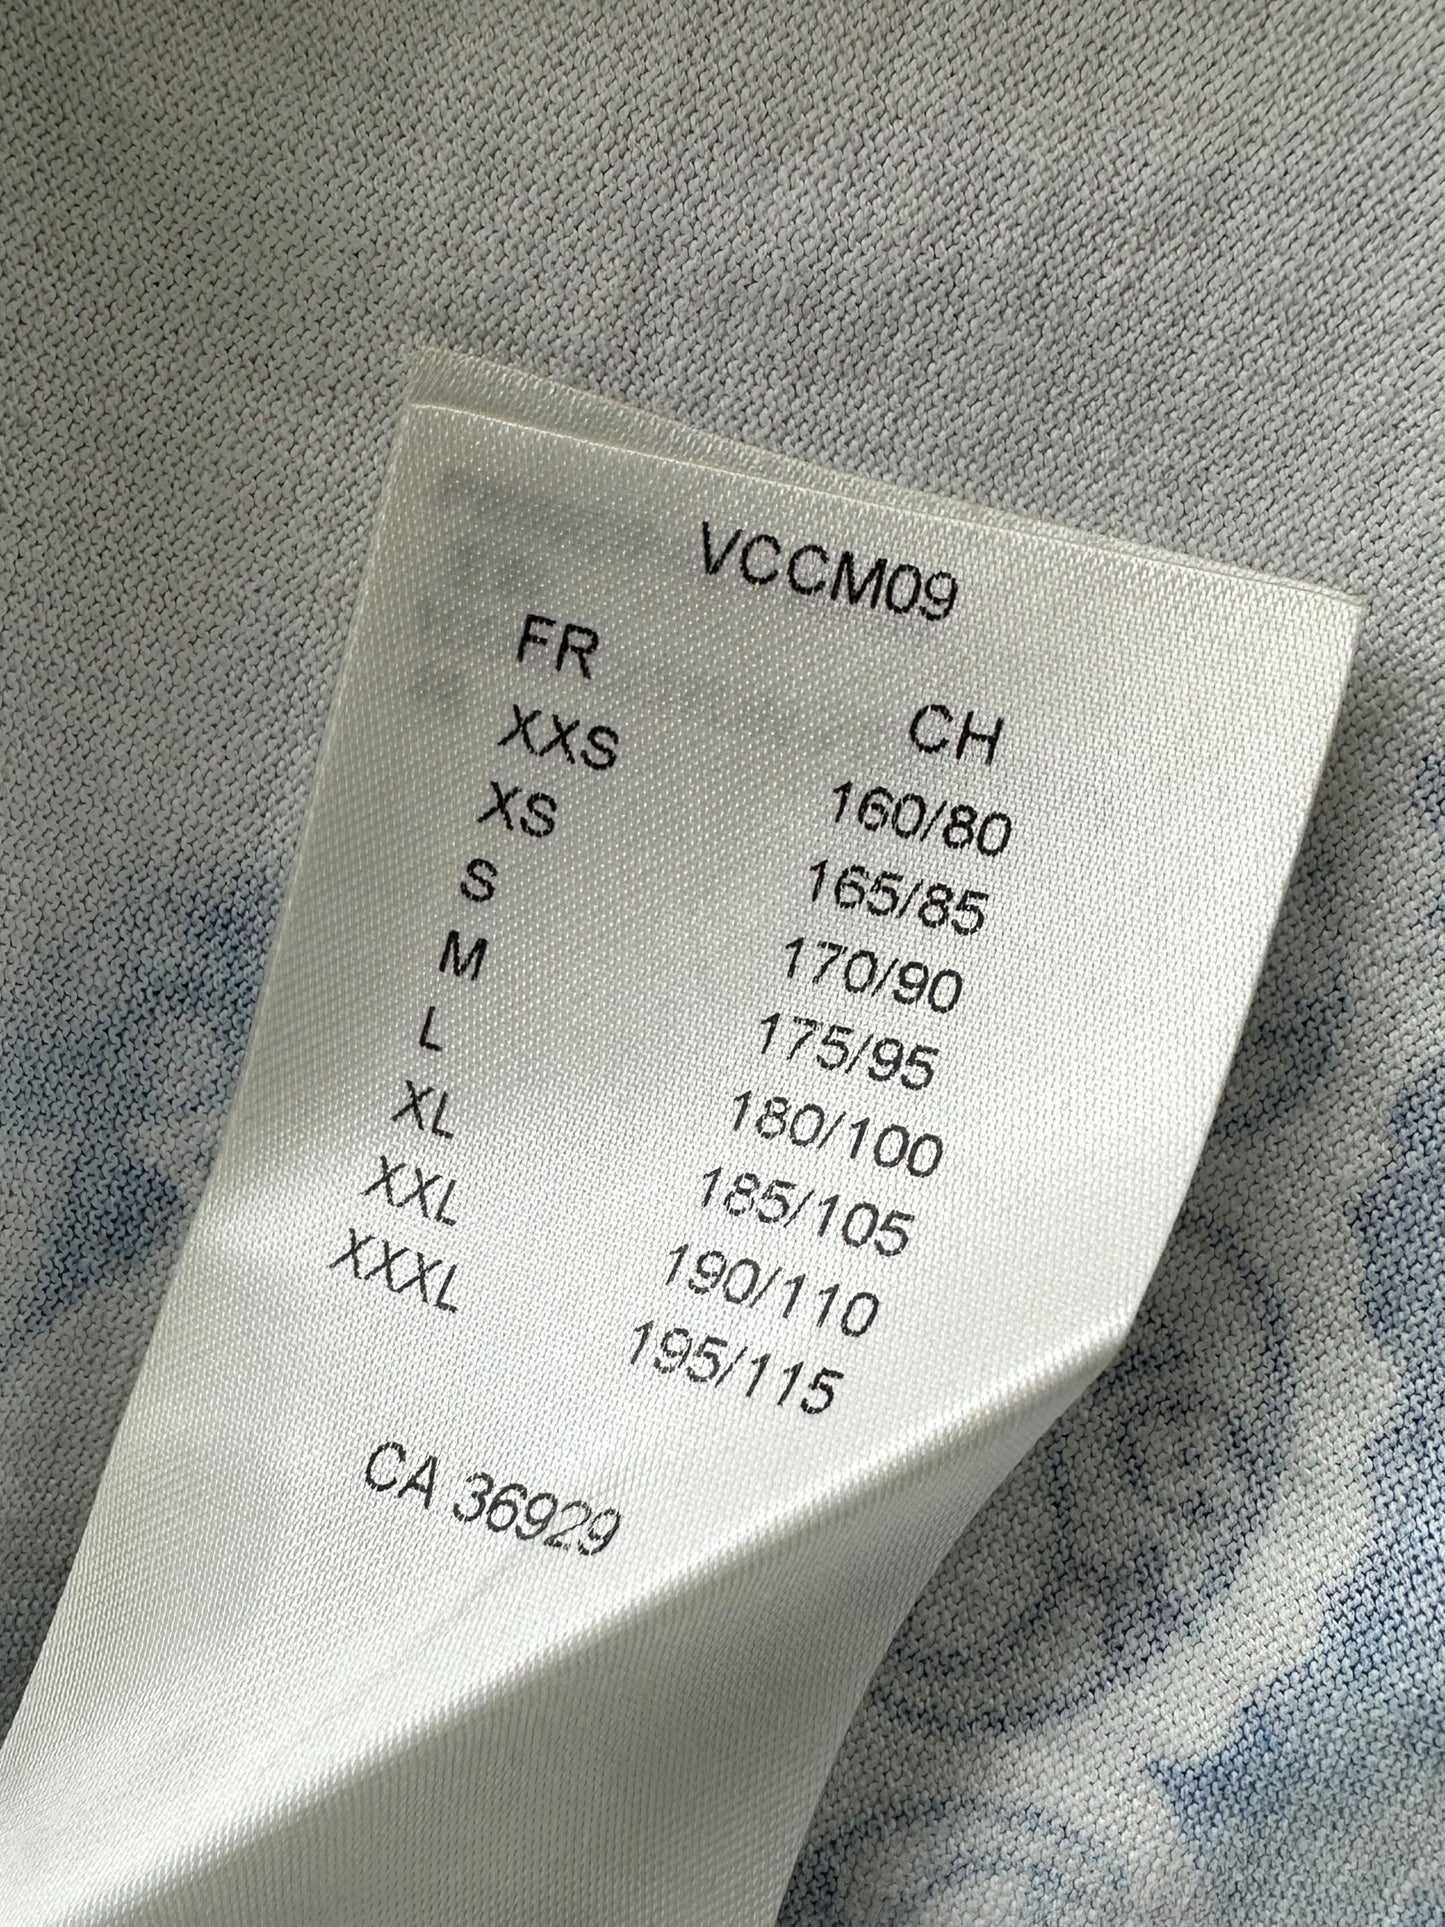 VCCM09
FR CH
XXS 160/80
XS 165/85
S 170/90
M 175/95
L 180/100
XL 185/105
XXL 190/110
XXXL 195/115
CA 36929